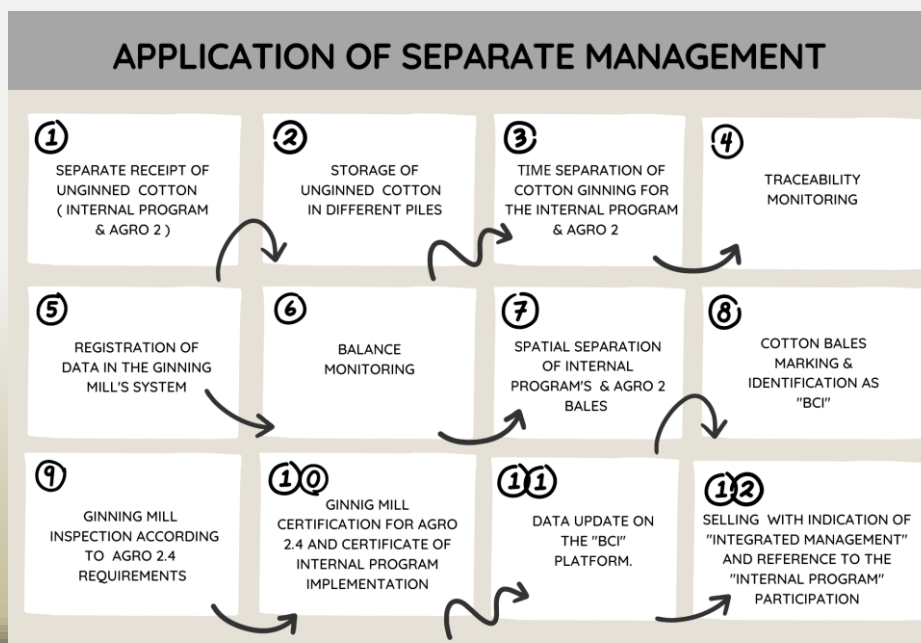 APPLICATION OF SEPARATE MANAGEMENT
1
SEPARATE RECEIPT OF
UNGINNED COTTON
( INTERNAL PROGRAM
& AGRO 2 )
2
STORAGE OF
UNGINNED COTTON
IN DIFFERENT PILES
3
TIME SEPARATION OF
COTTON GINNING FOR
THE INTERNAL PROGRAM
& AGRO 2
4
TRACEABILITY
MONITORING
5
REGISTRATION OF
DATA IN THE GINNING
MILL'S SYSTEM
6
BALANCE
MONITORING
7
SPATIAL SEPARATION
OF INTERNAL
PROGRAM'S & AGRO 2
BALES
8
COTTON BALES
MARKING &
IDENTIFICATION AS
"BCI"
9
GINNING MILL
INSPECTION ACCORDING
TO AGRO 2.4
REQUIREMENTS
10
GINNIG MILL
CERTIFICATION FOR AGRO
2.4 AND CERTIFICATE OF
INTERNAL PROGRAM
IMPLEMENTATION
11
DATA UPDATE ON
THE "BCI"
PLATFORM.
12
SELLING WITH INDICATION OF
"INTEGRATED MANAGEMENT"
AND REFERENCE TO THE
"INTERNAL PROGRAM"
PARTICIPATION